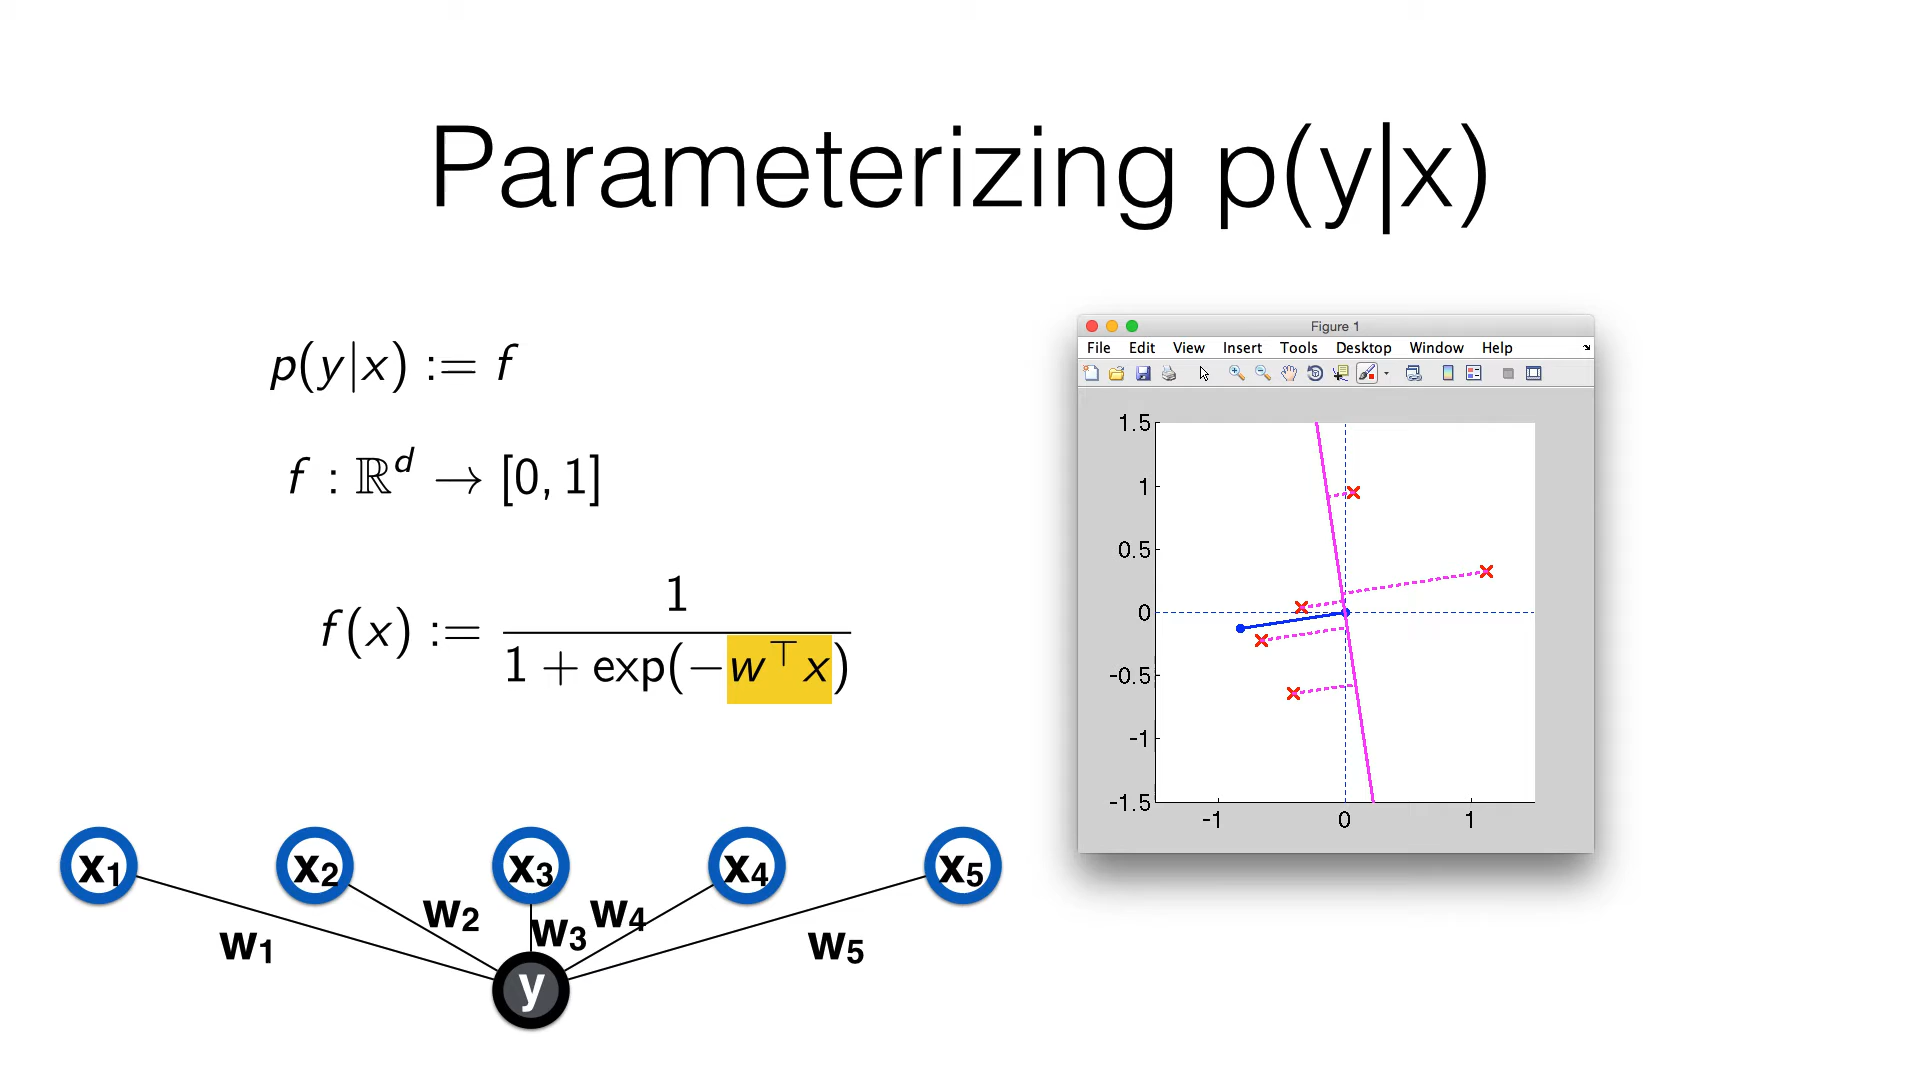 Parameterizing p(y|x)
p(y|x) := f
f : ℝᵈ → [0, 1]
f(x) := 1 / (1 + exp(−w⊤x))
Figure 1
File Edit View Insert Tools Desktop Window Help
1.5
1
0.5
0
-0.5
-1
-1.5
-1 0 1
x₁ x₂ x₃ x₄ x₅
w₁ w₂ w₃ w₄ w₅
y